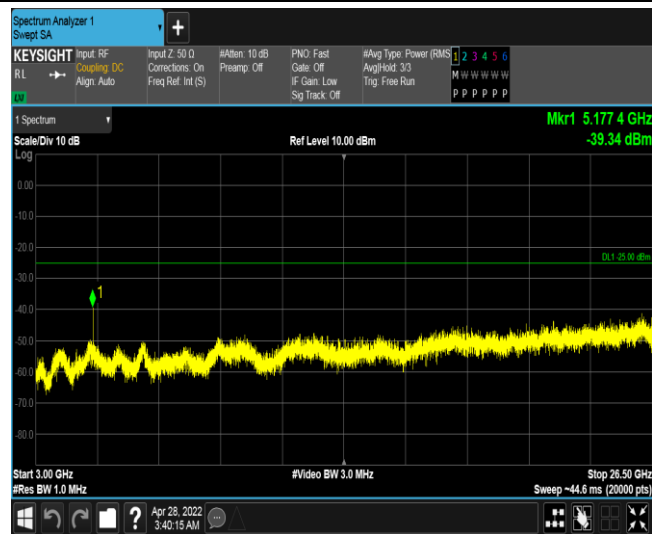 Spectrum Analyzer 1
Swept SA
+
KEYSIGHT
RL
Input: RF
Coupling: DC
Align: Auto
Input Z: 50 Ω
Corrections: On
Freq Ref: Int (S)
#Atten: 10 dB
Preamp: Off
PNO: Fast
Gate: Off
IF Gain: Low
Sig Track: Off
#Avg Type: Power (RMS
Avg|Hold: 3/3
Trig: Free Run
1 2 3 4 5 6
M W W W W W
P P P P P P
1 Spectrum
Mkr1 5.177 4 GHz
-39.34 dBm
Scale/Div 10 dB
Ref Level 10.00 dBm
Log
0.00
-10.0
-20.0
DL1 -25.00 dBm
-30.0
1
-40.0
-50.0
-60.0
-70.0
-80.0
Start 3.00 GHz
#Video BW 3.0 MHz
Stop 26.50 GHz
#Res BW 1.0 MHz
Sweep ~44.6 ms (20000 pts)
?
Apr 28, 2022
3:40:15 AM